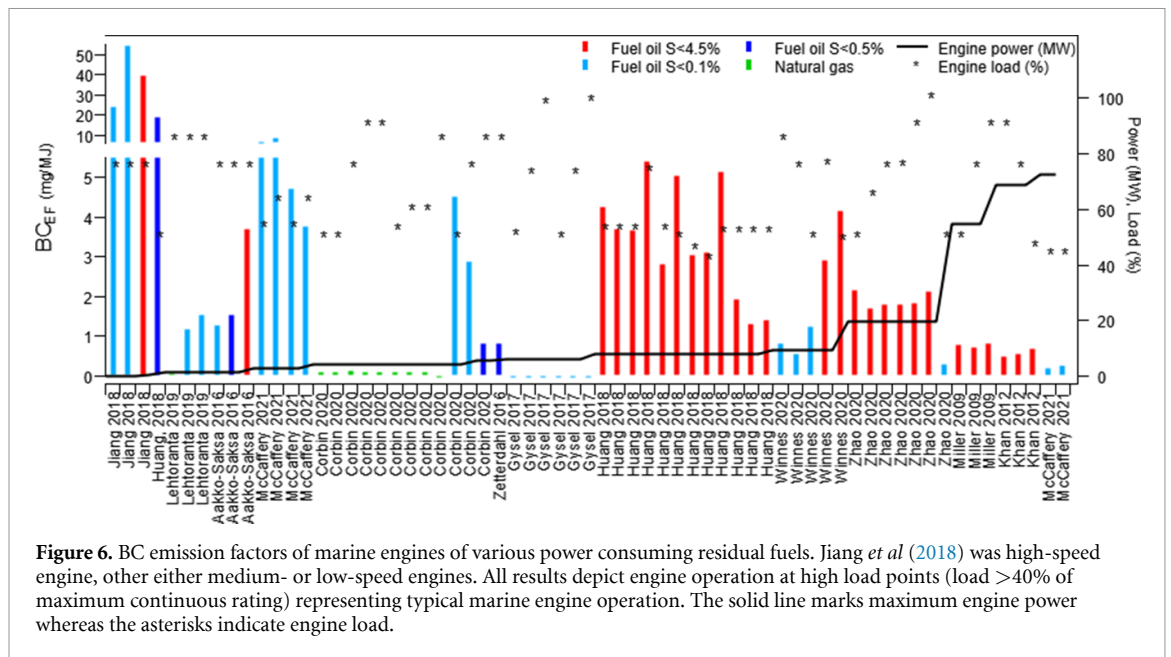 BC_EF (mg/MJ)
50
40
30
20
10
5
4
3
2
1
0
Fuel oil S<4.5%
Fuel oil S<0.1%
Fuel oil S<0.5%
Natural gas
Engine power (MW)
* Engine load (%)
100
80
60
40
20
0
Power (MW), Load (%)
Jiang 2018
Jiang 2018
Jiang 2018
Huang, 2018
Lehtoranta 2019
Lehtoranta 2019
Lehtoranta 2019
Aakko-Saksa 2016
Aakko-Saksa 2016
Aakko-Saksa 2016
McCaffery 2021
McCaffery 2021
McCaffery 2021
McCaffery 2021
Corbin 2020
Corbin 2020
Corbin 2020
Corbin 2020
Corbin 2020
Corbin 2020
Corbin 2020
Corbin 2020
Corbin 2020
Corbin 2020
Corbin 2020
Corbin 2020
Zetterdahl 2016
Gysel 2017
Gysel 2017
Gysel 2017
Gysel 2017
Gysel 2017
Gysel 2017
Huang 2018
Huang 2018
Huang 2018
Huang 2018
Huang 2018
Huang 2018
Huang 2018
Huang 2018
Huang 2018
Huang 2018
Huang 2018
Huang 2018
Winnes 2020
Winnes 2020
Winnes 2020
Winnes 2020
Winnes 2020
Zhao 2020
Zhao 2020
Zhao 2020
Zhao 2020
Zhao 2020
Zhao 2020
Zhao 2020
Miller 2009
Miller 2009
Miller 2009
Khan 2012
Khan 2012
Khan 2012
McCaffery 2021
McCaffery 2021
Figure 6. BC emission factors of marine engines of various power consuming residual fuels. Jiang et al (2018) was high-speed
engine, other either medium- or low-speed engines. All results depict engine operation at high load points (load >40% of
maximum continuous rating) representing typical marine engine operation. The solid line marks maximum engine power
whereas the asterisks indicate engine load.